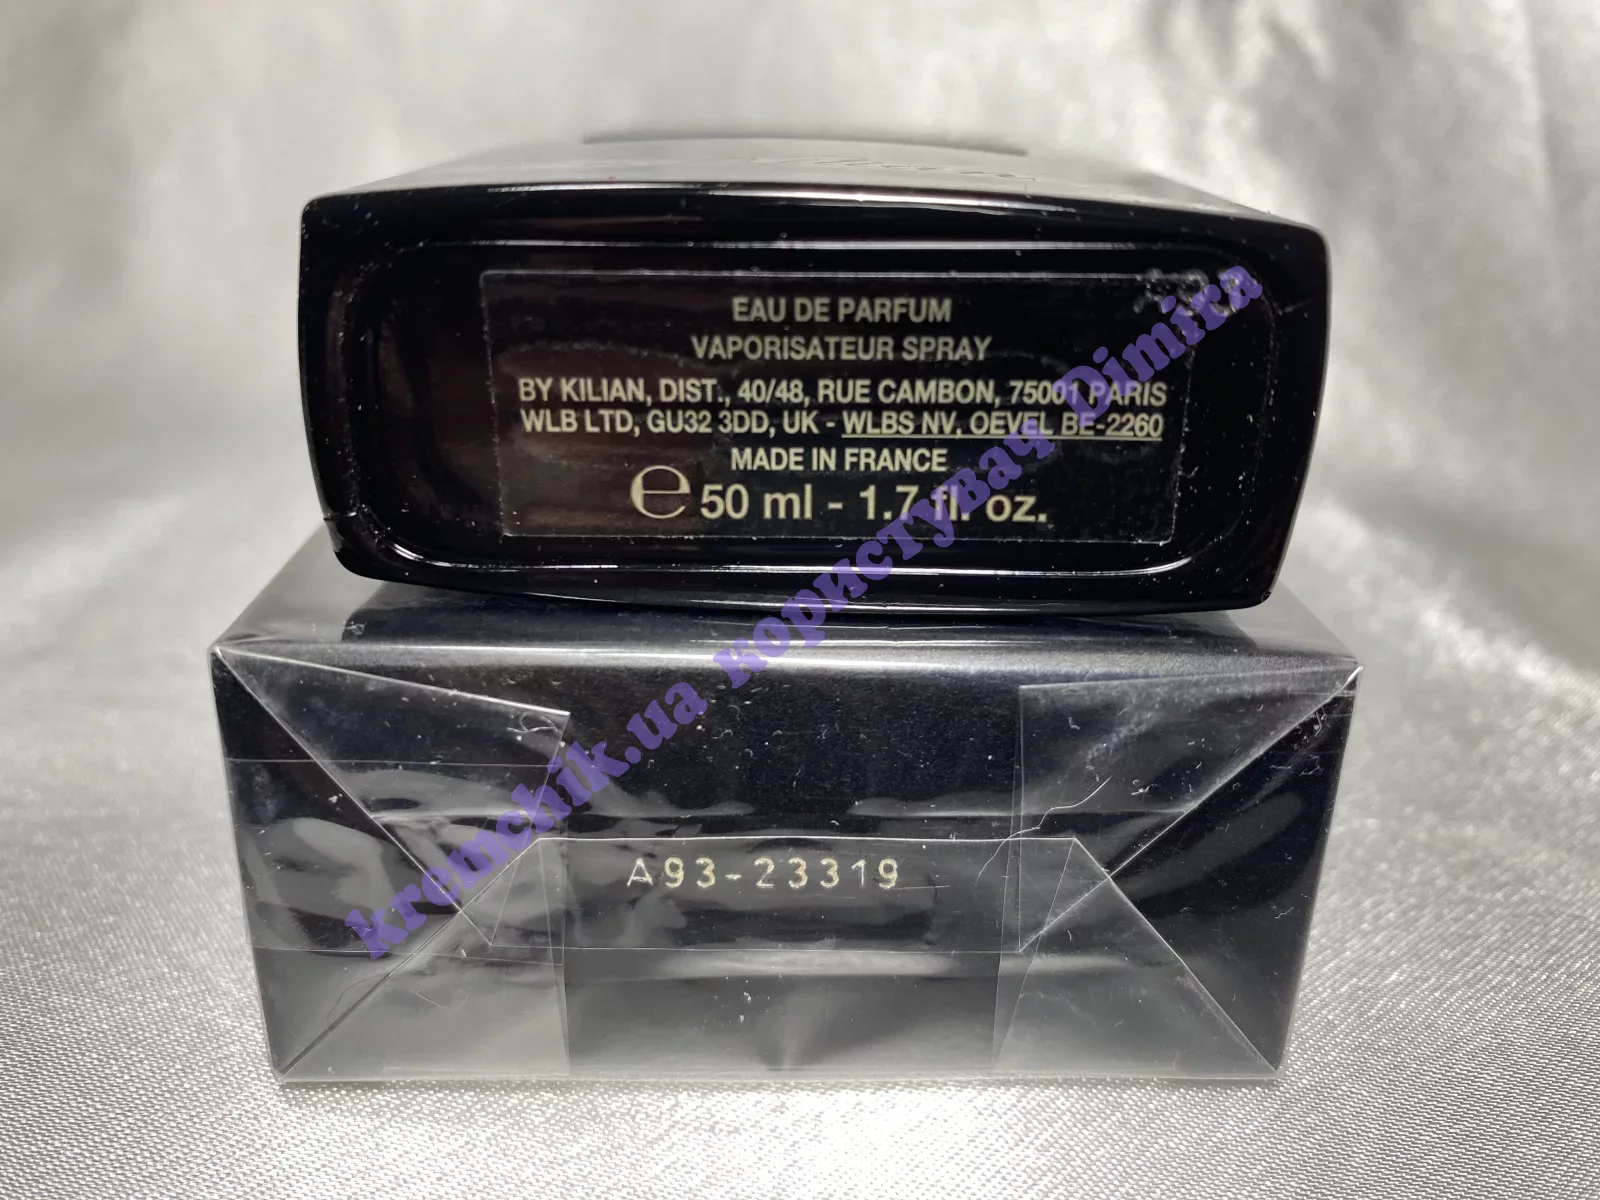 EAU DE PARFUM
VAPORISATEUR SPRAY
BY KILIAN, DIST., 40/48, RUE CAMBON, 75001 PARIS
WLB LTD, GU32 3DD, UK - WLBS NV, OEVEL BE-2260
MADE IN FRANCE
e 50 ml - 1.7 fl. oz.
A93-23319
kremchik.ua користувач Dimira